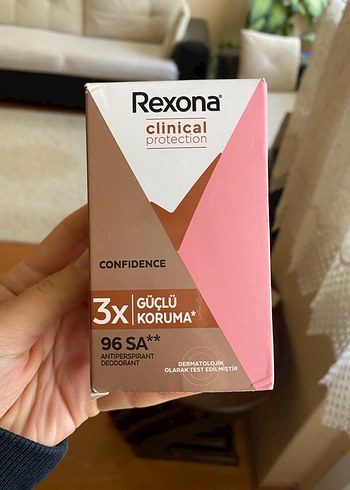 Rexona®
clinical
protection
CONFIDENCE
3x GÜÇLÜ
KORUMA*
96 SA**
ANTIPERSPIRANT
DEODORANT
DERMATOLOJİK
OLARAK TEST EDİLMİŞTİR